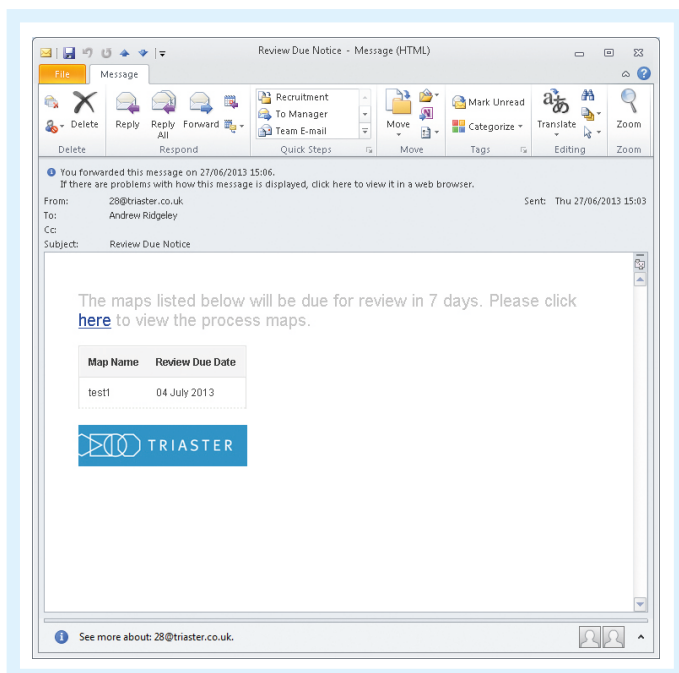 Review Due Notice - Message (HTML)
File Message
Delete Reply Reply All Forward
Recruitment
To Manager
Team E-mail
Move
Mark Unread
Categorize
Translate
Zoom
Delete Respond Quick Steps Move Tags Editing Zoom
You forwarded this message on 27/06/2013 15:06.
If there are problems with how this message is displayed, click here to view it in a web browser.
From: 28@triaster.co.uk Sent: Thu 27/06/2013 15:03
To: Andrew Ridgeley
Cc:
Subject: Review Due Notice
The maps listed below will be due for review in 7 days. Please click
here to view the process maps.
Map Name Review Due Date
test1 04 July 2013
TRIASTER
See more about: 28@triaster.co.uk.